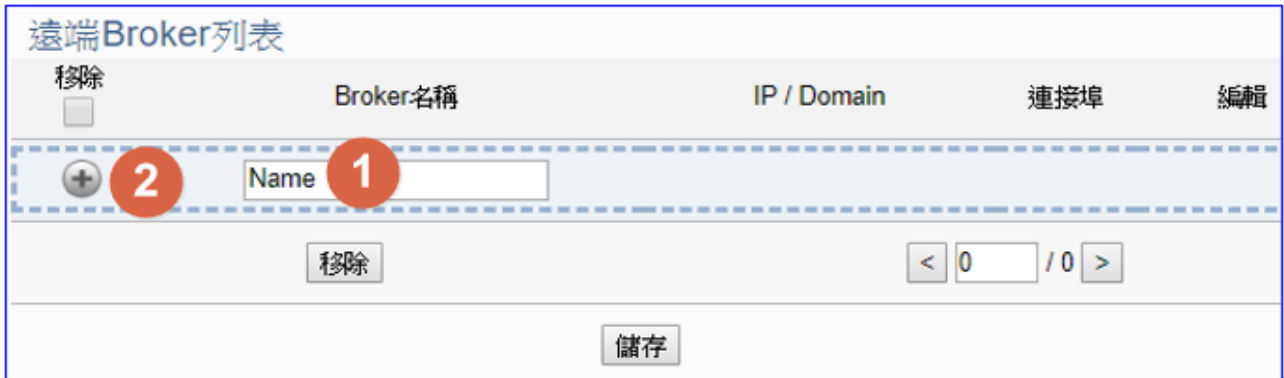 遠端Broker列表
移除 Broker名稱 IP / Domain 連接埠 編輯
+ 2 Name 1
移除 < 0 / 0 >
儲存